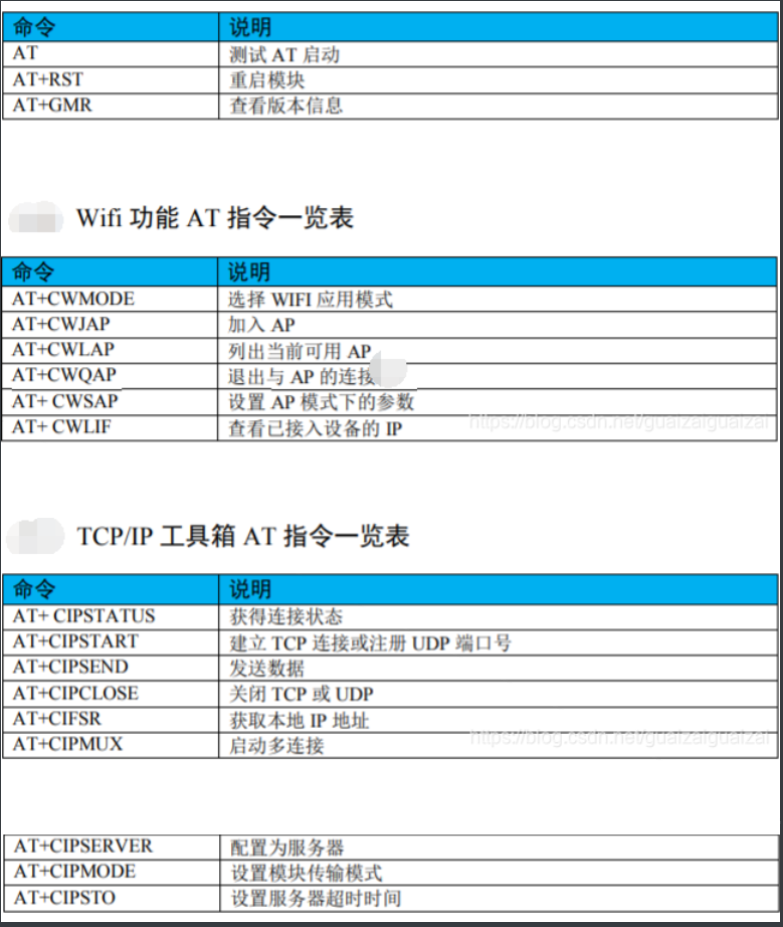 命令 说明
AT 测试 AT 启动
AT+RST 重启模块
AT+GMR 查看版本信息
Wifi 功能 AT 指令一览表
命令 说明
AT+CWMODE 选择 WIFI 应用模式
AT+CWJAP 加入 AP
AT+CWLAP 列出当前可用 AP
AT+CWQAP 退出与 AP 的连接
AT+ CWSAP 设置 AP 模式下的参数
AT+ CWLIF 查看已接入设备的 IP
https://blog.csdn.net/guaizaiguaizai
TCP/IP 工具箱 AT 指令一览表
命令 说明
AT+ CIPSTATUS 获得连接状态
AT+CIPSTART 建立 TCP 连接或注册 UDP 端口号
AT+CIPSEND 发送数据
AT+CIPCLOSE 关闭 TCP 或 UDP
AT+CIFSR 获取本地 IP 地址
AT+CIPMUX 启动多连接
https://blog.csdn.net/guaizaiguaizai
AT+CIPSERVER 配置为服务器
AT+CIPMODE 设置模块传输模式
AT+CIPSTO 设置服务器超时时间